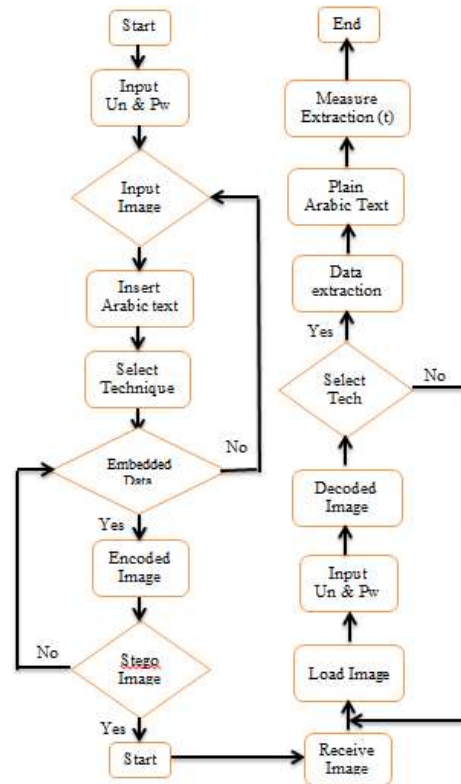 Start
Input
Un & Pw
Input
Image
Insert
Arabic text
Select
Technique
Embedded
Data
No
Yes
Encoded
Image
No
Stego
Image
Yes
Start
End
Measure
Extraction (t)
Plain
Arabic Text
Data
extraction
Yes
Select
Tech
No
Decoded
Image
Input
Un & Pw
Load Image
Receive
Image